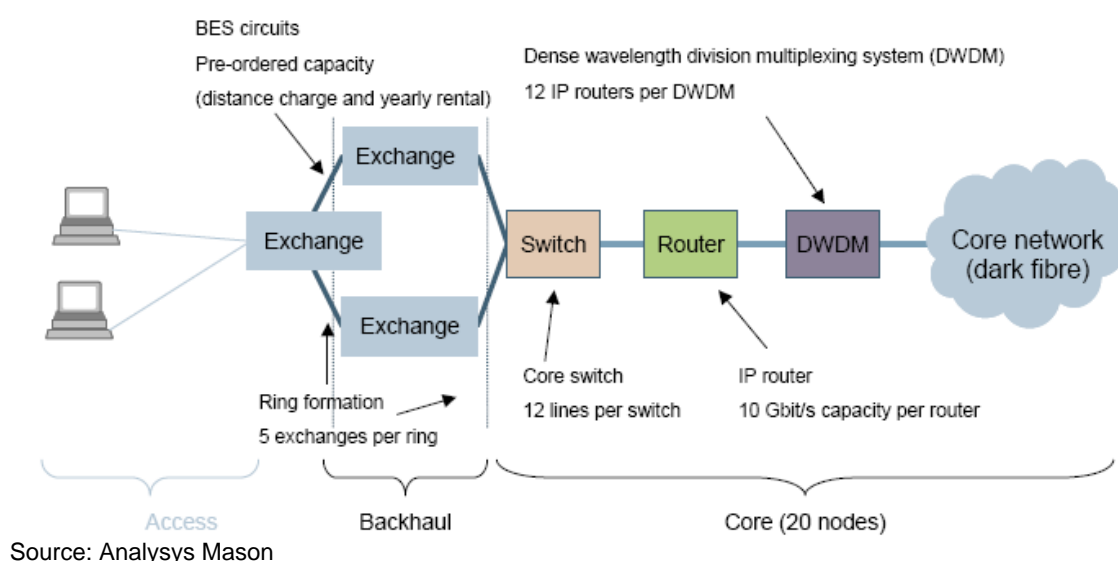 BES circuits
Pre-ordered capacity
(distance charge and yearly rental)
Dense wavelength division multiplexing system (DWDM)
12 IP routers per DWDM
Exchange
Exchange
Exchange
Switch
Router
DWDM
Core network
(dark fibre)
Ring formation
5 exchanges per ring
Core switch
12 lines per switch
IP router
10 Gbit/s capacity per router
Access
Backhaul
Core (20 nodes)
Source: Analysys Mason